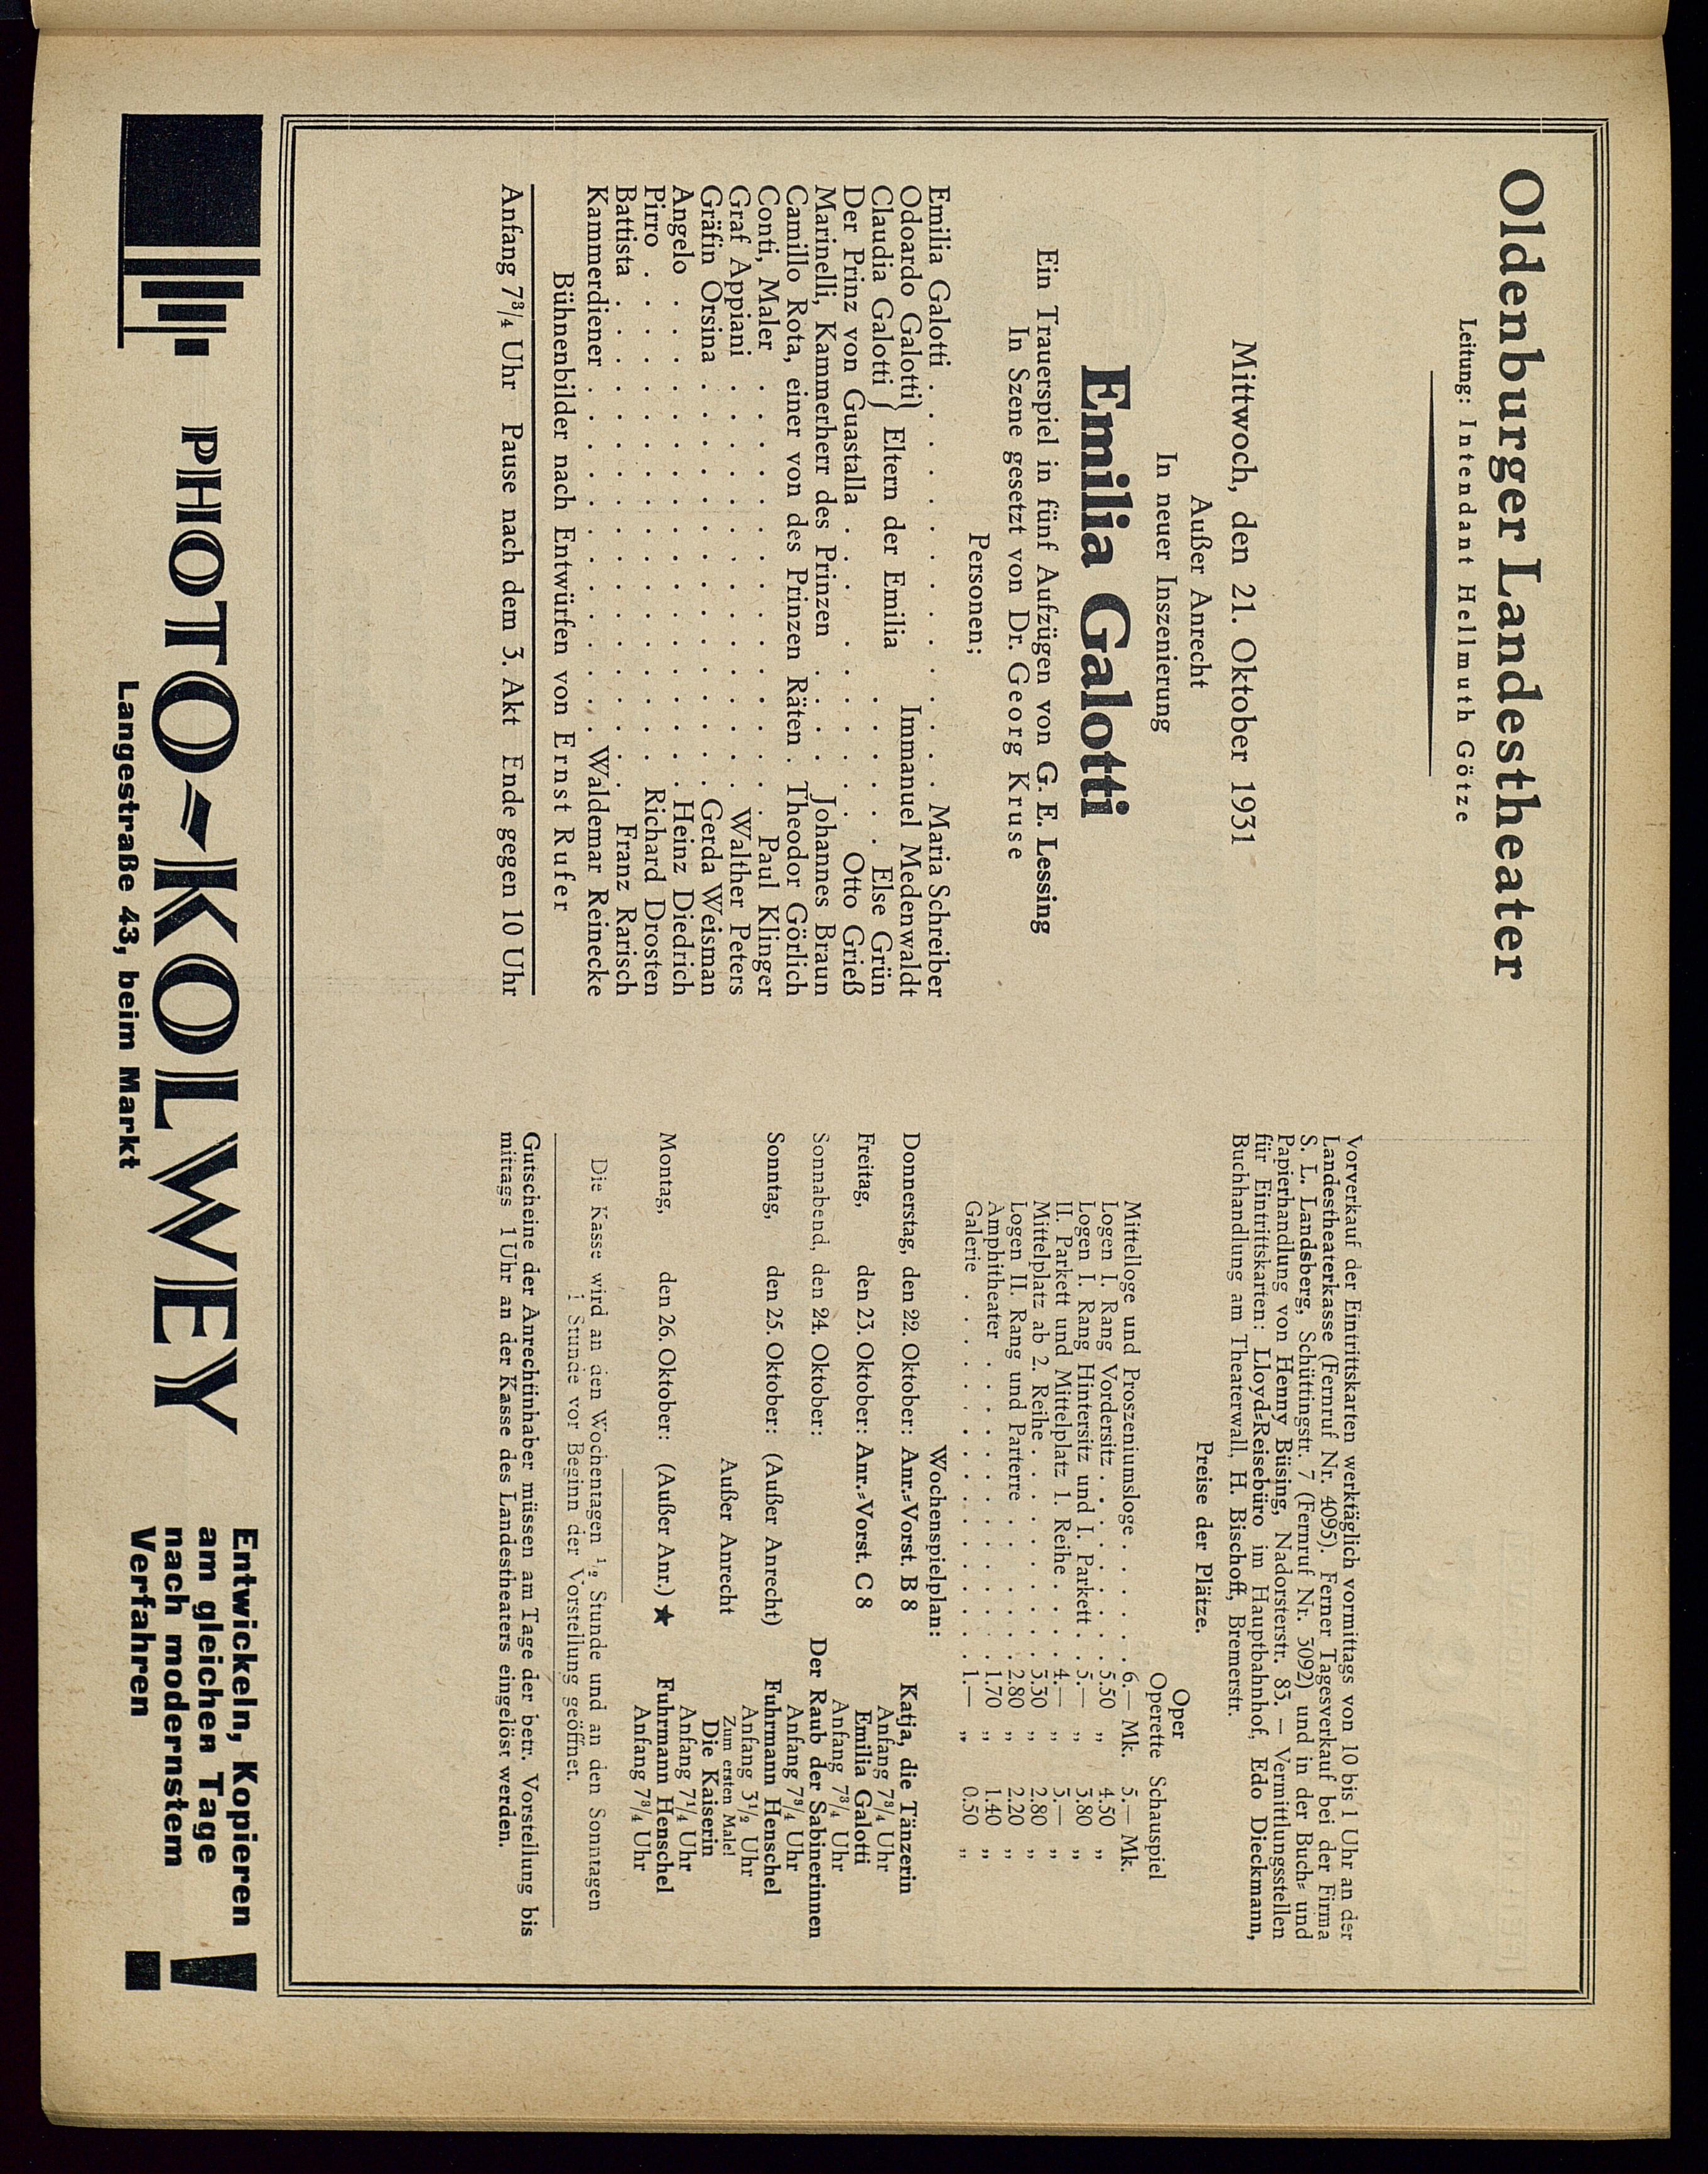 Oldenburger Landestheater
Leitung: Intendant Hellmuth Götze
Mittwoch, den 21. Oktober 1931
Außer Anrecht
In neuer Inszenierung
Emilia Galotti
Ein Trauerspiel in fünf Aufzügen von G. E. Lessing
In Szene gesetzt von Dr. Georg Kruse
Personen;
Emilia Galotti . . . . . . . . . . . . . . . Maria Schreiber
Odoardo Galotti } Eltern der Emilia Immanuel Medenwaldt
Claudia Galotti } . . . . . . Else Grün
Der Prinz von Guastalla . . . . . . . . . . Otto Grieß
Marinelli, Kammerherr des Prinzen . . . . Johannes Braun
Camillo Rota, einer von des Prinzen Räten . Theodor Görlich
Conti, Maler . . . . . . . . . . . . . . . . Paul Klinger
Graf Appiani . . . . . . . . . . . . . . . Walther Peters
Gräfin Orsina . . . . . . . . . . . . . . . Gerda Weisman
Angelo . . . . . . . . . . . . . . . . . . Heinz Diedrich
Pirro . . . . . . . . . . . . . . . . . . Richard Drosten
Battista . . . . . . . . . . . . . . . . . . Franz Rarisch
Kammerdiener . . . . . . . . . . . . . Waldemar Reinecke
Bühnenbilder nach Entwürfen von Ernst Rufer
Anfang 7¾ Uhr Pause nach dem 3. Akt Ende gegen 10 Uhr
Vorverkauf der Eintrittskarten werktäglich vormittags von 10 bis 1 Uhr an der
Landestheaterkasse (Fernruf Nr. 4095). Ferner Tagesverkauf bei der Firma
S. L. Landsberg, Schüttingstr. 7 (Fernruf Nr. 5092) und in der Buch- und
Papierhandlung von Henny Büsing, Nadorsterstr. 83. — Vermittlungsstellen
für Eintrittskarten: Lloyd-Reisebüro im Hauptbahnhof, Edo Dieckmann,
Buchhandlung am Theaterwall, H. Bischoff, Bremerstr.
Preise der Plätze.
Oper
Operette Schauspiel
Mittelloge und Proszeniumsloge . . . . . . 6.— Mk. 5.— Mk.
Logen I. Rang Vordersitz . . . . . . . . 5.50 „ 4.50 „
Logen I. Rang Hintersitz und I. Parkett . . 5.— „ 3.80 „
II. Parkett und Mittelplatz 1. Reihe . . . . 4.— „ 3.— „
Mittelplatz ab 2. Reihe . . . . . . . . . 3.30 „ 2.80 „
Logen II. Rang und Parterre . . . . . . . 2.80 „ 2.20 „
Amphitheater . . . . . . . . . . . . . 1.70 „ 1.40 „
Galerie . . . . . . . . . . . . . . . . 1.— „ 0.50 „
Wochenspielplan:
Donnerstag, den 22. Oktober: Anr.-Vorst. B 8 Katja, die Tänzerin
Anfang 7¾ Uhr
Freitag, den 23. Oktober: Anr.-Vorst. C 8 Emilia Galotti
Anfang 7¾ Uhr
Sonnabend, den 24. Oktober: Der Raub der Sabinerinnen
Anfang 7¾ Uhr
Sonntag, den 25. Oktober: (Außer Anrecht) Fuhrmann Henschel
Anfang 3½ Uhr
Zum ersten Male!
Außer Anrecht Die Kaiserin
Anfang 7¼ Uhr
Montag, den 26. Oktober: (Außer Anr.) ★ Fuhrmann Henschel
Anfang 7¾ Uhr
Die Kasse wird an den Wochentagen ½ Stunde und an den Sonntagen
1 Stunde vor Beginn der Vorstellung geöffnet.
Gutscheine der Anrechtinhaber müssen am Tage der betr. Vorstellung bis
mittags 1 Uhr an der Kasse des Landestheaters eingelöst werden.
PHOTO-KOLWEY
Langestraße 43, beim Markt
Entwickeln, Kopieren
am gleichen Tage
nach modernstem
Verfahren !